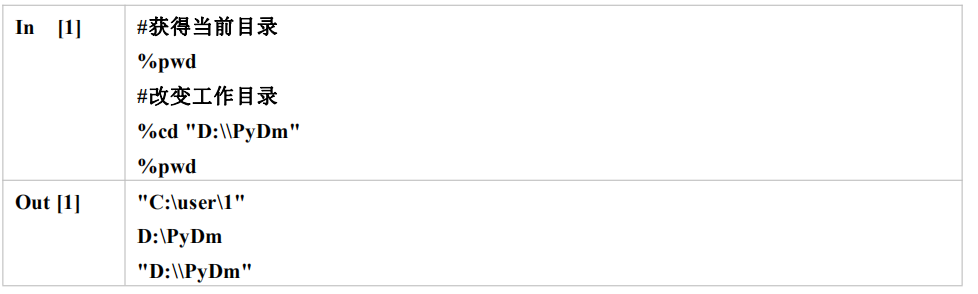 In [1]
#获得当前目录
%pwd
#改变工作目录
%cd "D:\\PyDm"
%pwd
Out [1]
"C:\user\1"
D:\PyDm
"D:\\PyDm"